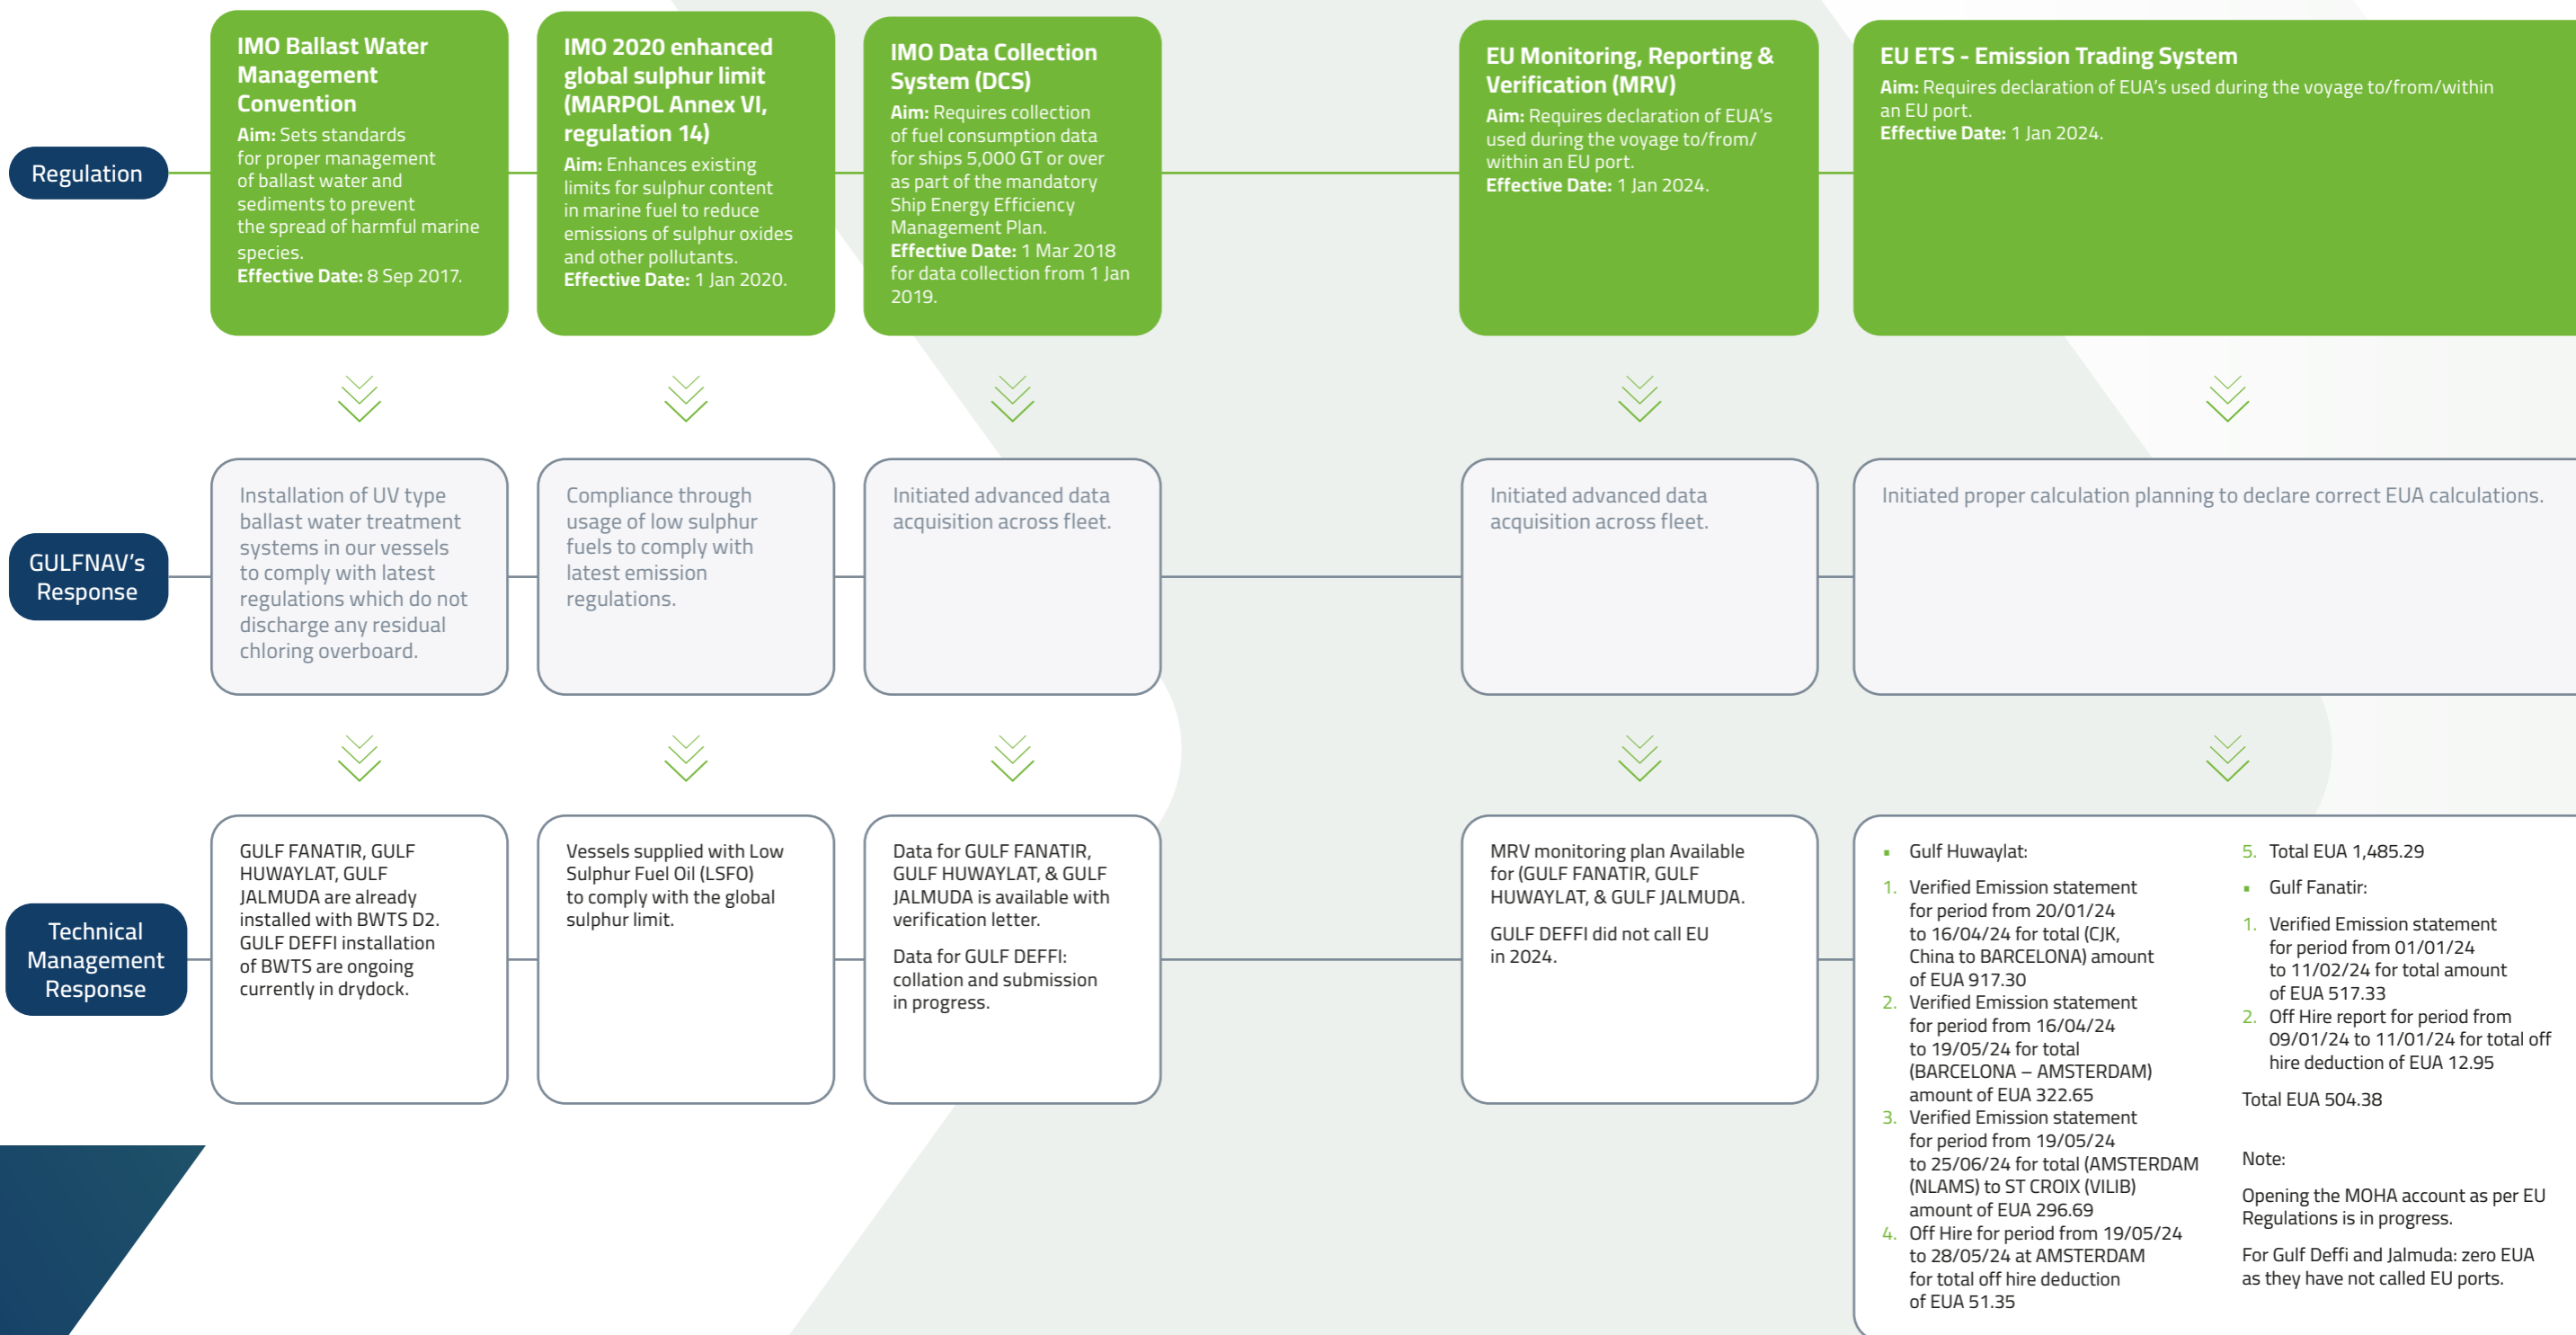 Regulation
IMO Ballast Water
Management
Convention
Aim: Sets standards
for proper management
of ballast water and
sediments to prevent
the spread of harmful marine
species.
Effective Date: 8 Sep 2017.
IMO 2020 enhanced
global sulphur limit
(MARPOL Annex VI,
regulation 14)
Aim: Enhances existing
limits for sulphur content
in marine fuel to reduce
emissions of sulphur oxides
and other pollutants.
Effective Date: 1 Jan 2020.
IMO Data Collection
System (DCS)
Aim: Requires collection
of fuel consumption data
for ships 5,000 GT or over
as part of the mandatory
Ship Energy Efficiency
Management Plan.
Effective Date: 1 Mar 2018
for data collection from 1 Jan
2019.
EU Monitoring, Reporting &
Verification (MRV)
Aim: Requires declaration of EUA's
used during the voyage to/from/
within an EU port.
Effective Date: 1 Jan 2024.
EU ETS - Emission Trading System
Aim: Requires declaration of EUA's used during the voyage to/from/within
an EU port.
Effective Date: 1 Jan 2024.
GULFNAV's
Response
Installation of UV type
ballast water treatment
systems in our vessels
to comply with latest
regulations which do not
discharge any residual
chloring overboard.
Compliance through
usage of low sulphur
fuels to comply with
latest emission
regulations.
Initiated advanced data
acquisition across fleet.
Initiated advanced data
acquisition across fleet.
Initiated proper calculation planning to declare correct EUA calculations.
Technical
Management
Response
GULF FANATIR, GULF
HUWAYLAT, GULF
JALMUDA are already
installed with BWTS D2.
GULF DEFFI installation
of BWTS are ongoing
currently in drydock.
Vessels supplied with Low
Sulphur Fuel Oil (LSFO)
to comply with the global
sulphur limit.
Data for GULF FANATIR,
GULF HUWAYLAT, & GULF
JALMUDA is available with
verification letter.
Data for GULF DEFFI:
collation and submission
in progress.
MRV monitoring plan Available
for (GULF FANATIR, GULF
HUWAYLAT, & GULF JALMUDA.
GULF DEFFI did not call EU
in 2024.
▪ Gulf Huwaylat:
1. Verified Emission statement
for period from 20/01/24
to 16/04/24 for total (CJK,
China to BARCELONA) amount
of EUA 917.30
2. Verified Emission statement
for period from 16/04/24
to 19/05/24 for total
(BARCELONA – AMSTERDAM)
amount of EUA 322.65
3. Verified Emission statement
for period from 19/05/24
to 25/06/24 for total (AMSTERDAM
(NLAMS) to ST CROIX (VILIB)
amount of EUA 296.69
4. Off Hire for period from 19/05/24
to 28/05/24 at AMSTERDAM
for total off hire deduction
of EUA 51.35
5. Total EUA 1,485.29
▪ Gulf Fanatir:
1. Verified Emission statement
for period from 01/01/24
to 11/02/24 for total amount
of EUA 517.33
2. Off Hire report for period from
09/01/24 to 11/01/24 for total off
hire deduction of EUA 12.95
Total EUA 504.38
Note:
Opening the MOHA account as per EU
Regulations is in progress.
For Gulf Deffi and Jalmuda: zero EUA
as they have not called EU ports.